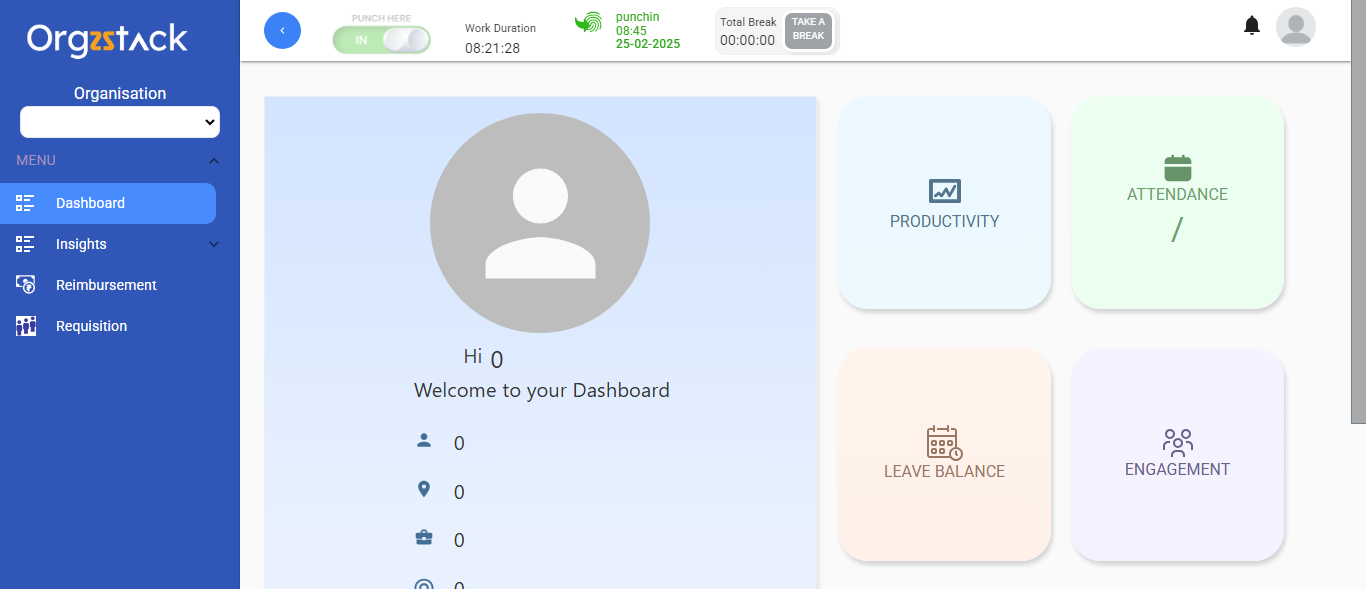 Orgzstack
Organisation
MENU
Dashboard
Insights
Reimbursement
Requisition
PUNCH HERE
IN
Work Duration
08:21:28
punchin
08:45
25-02-2025
Total Break
00:00:00
TAKE A
BREAK
Hi 0
Welcome to your Dashboard
0
0
0
0
PRODUCTIVITY
ATTENDANCE
/
LEAVE BALANCE
ENGAGEMENT